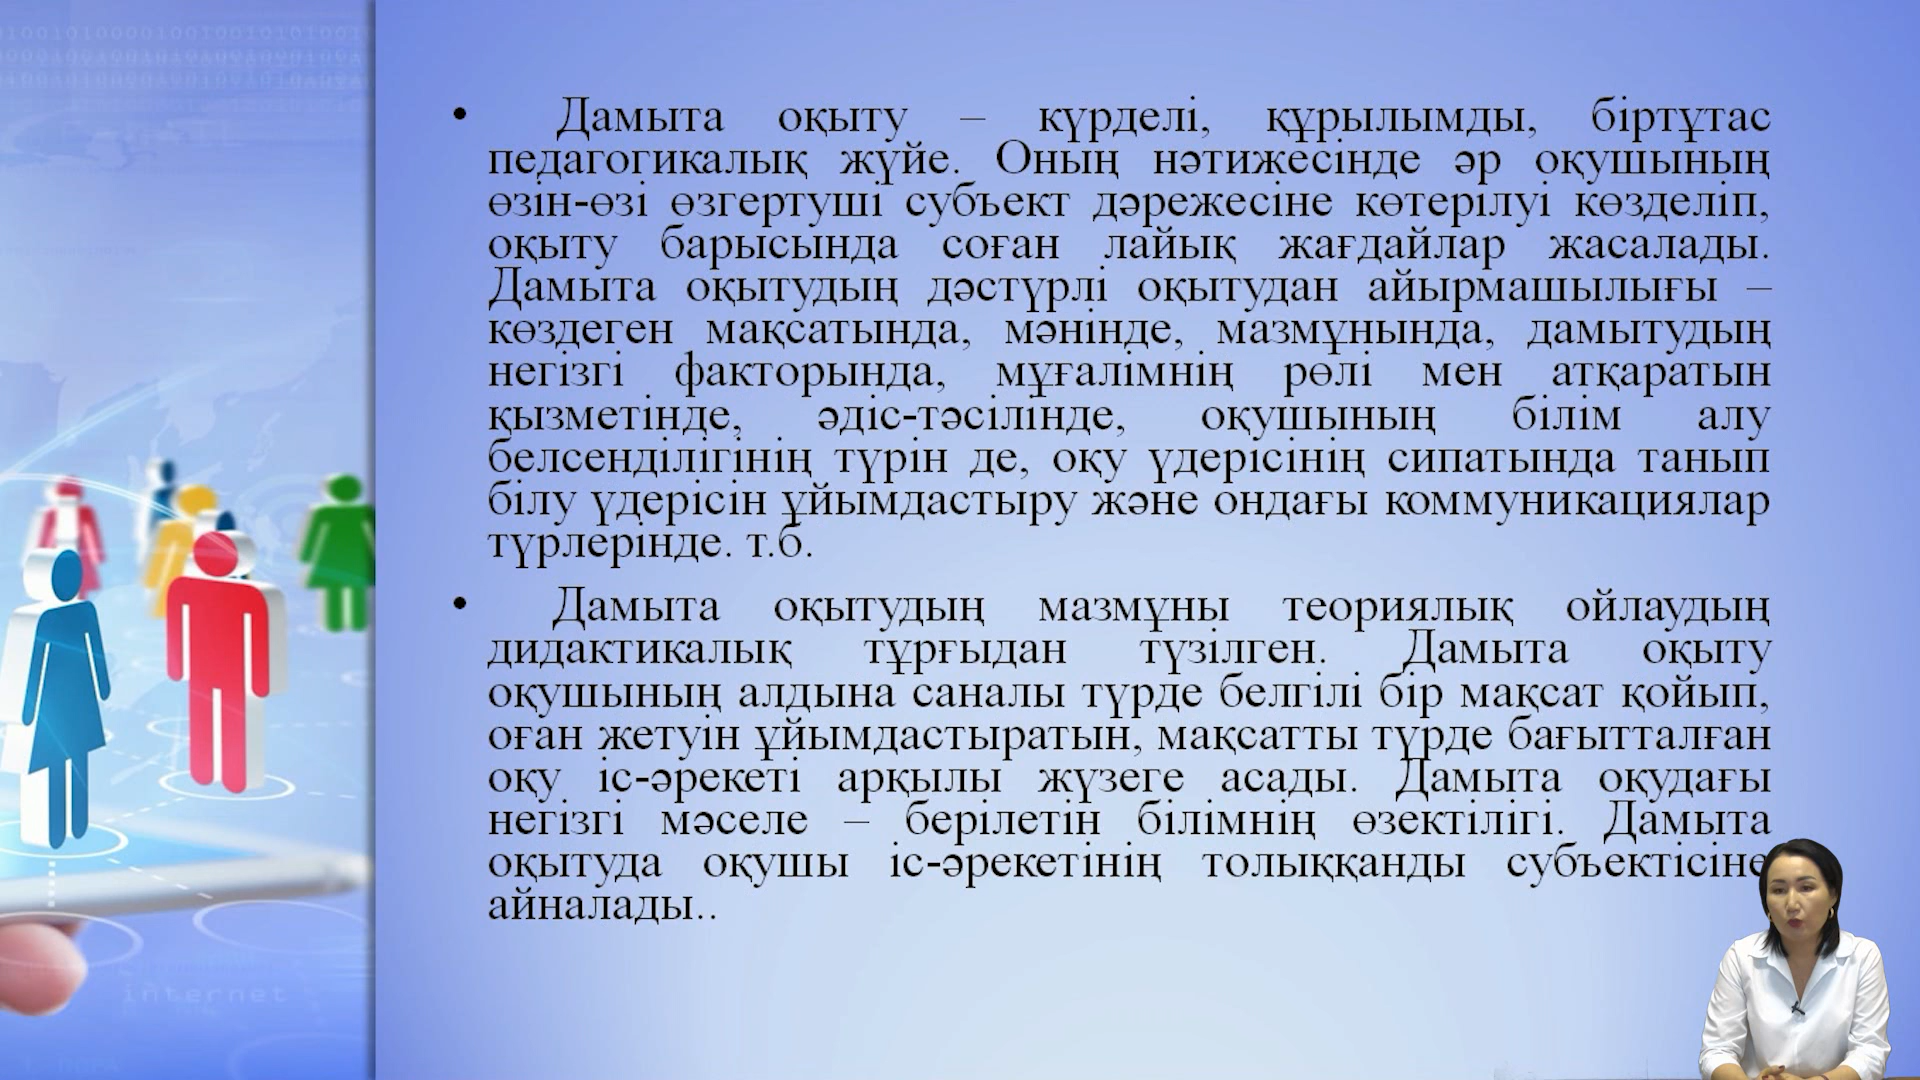 • Дамыта оқыту – күрделі, құрылымды, біртұтас
педагогикалық жүйе. Оның нәтижесінде әр оқушының
өзін-өзі өзгертуші субъект дәрежесіне көтерілуі көзделіп,
оқыту барысында соған лайық жағдайлар жасалады.
Дамыта оқытудың дәстүрлі оқытудан айырмашылығы –
көздеген мақсатында, мәнінде, мазмұнында, дамытудың
негізгі факторында, мұғалімнің рөлі мен атқаратын
қызметінде, әдіс-тәсілінде, оқушының білім алу
белсенділігінің түрін де, оқу үдерісінің сипатында танып
білу үдерісін ұйымдастыру және ондағы коммуникациялар
түрлерінде. т.б.
• Дамыта оқытудың мазмұны теориялық ойлаудың
дидактикалық тұрғыдан түзілген. Дамыта оқыту
оқушының алдына саналы түрде белгілі бір мақсат қойып,
оған жетуін ұйымдастыратын, мақсатты түрде бағытталған
оқу іс-әрекеті арқылы жүзеге асады. Дамыта оқудағы
негізгі мәселе – берілетін білімнің өзектілігі. Дамыта
оқытуда оқушы іс-әрекетінің толыққанды субъектісіне
айналады..
internet